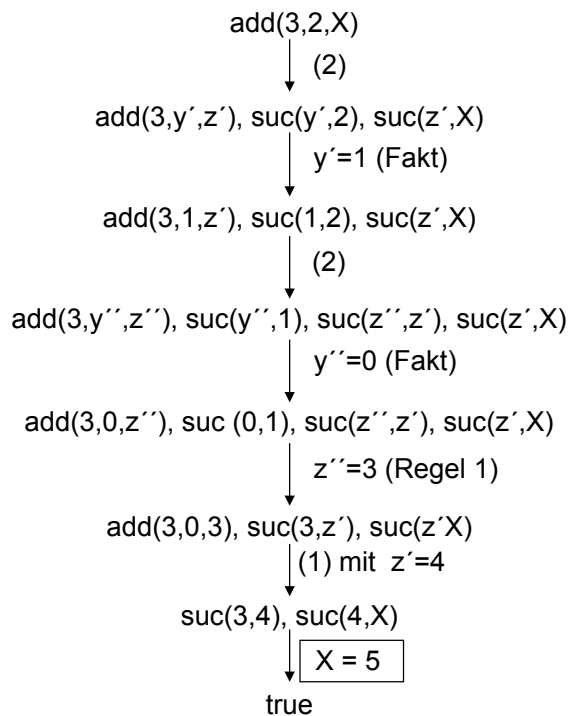 add(3,2,X)
(2)
add(3,y´,z´), suc(y´,2), suc(z´,X)
y´=1 (Fakt)
add(3,1,z´), suc(1,2), suc(z´,X)
(2)
add(3,y´´,z´´), suc(y´´,1), suc(z´´,z´), suc(z´,X)
y´´=0 (Fakt)
add(3,0,z´´), suc (0,1), suc(z´´,z´), suc(z´,X)
z´´=3 (Regel 1)
add(3,0,3), suc(3,z´), suc(z´X)
(1) mit z´=4
suc(3,4), suc(4,X)
X = 5
true